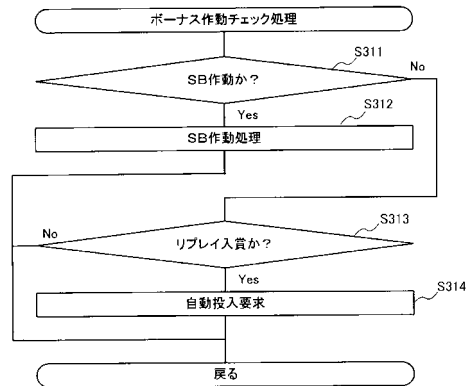 ボーナス作動チェック処理
S311
SB作動か？
No
Yes
S312
SB作動処理
No
S313
リプレイ入賞か？
Yes
S314
自動投入要求
戻る